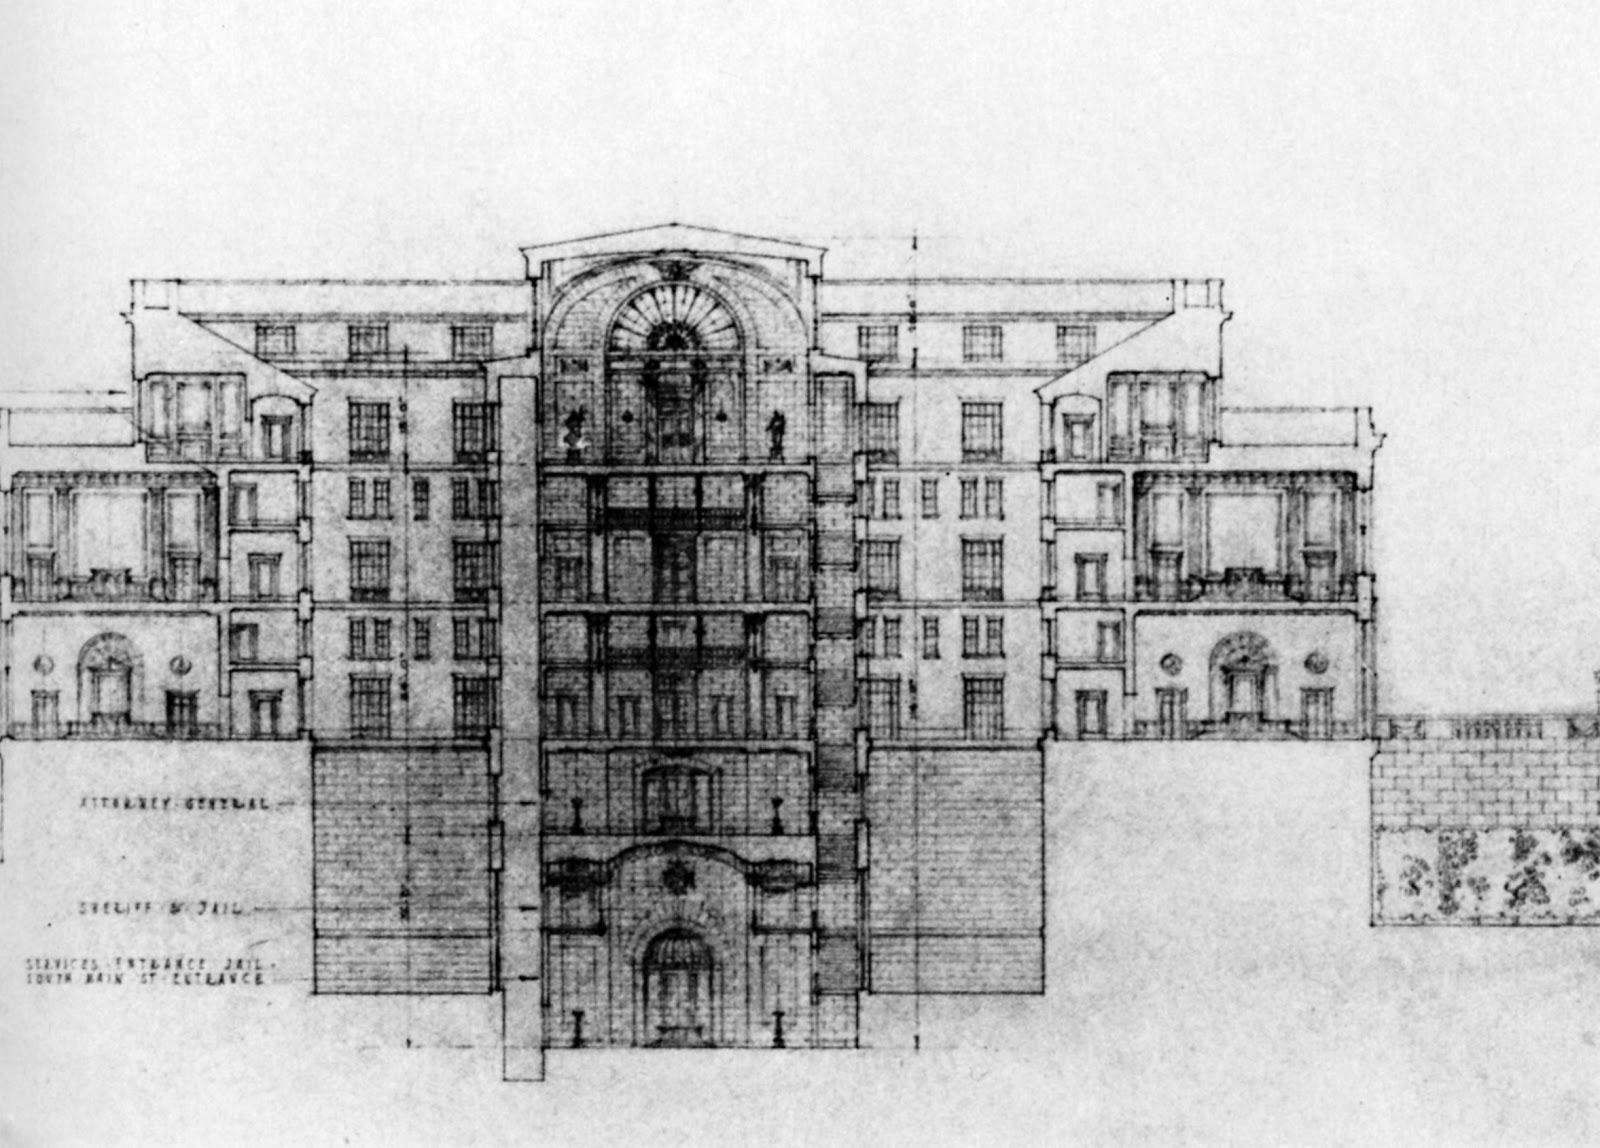 ATTORNEY GENERAL
SHERIFF & JAIL
SERVICES ENTRANCE JAIL
SOUTH MAIN ST ENTRANCE